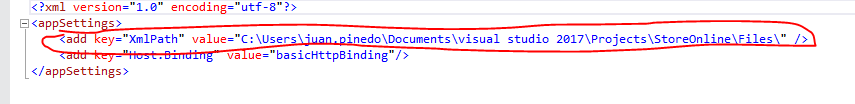 <?xml version="1.0" encoding="utf-8"?>
<appSettings>
<add key="XmlPath" value="C:\Users\juan.pinedo\Documents\visual studio 2017\Projects\StoreOnline\Files\" />
<add key="Host.Binding" value="basicHttpBinding"/>
</appSettings>